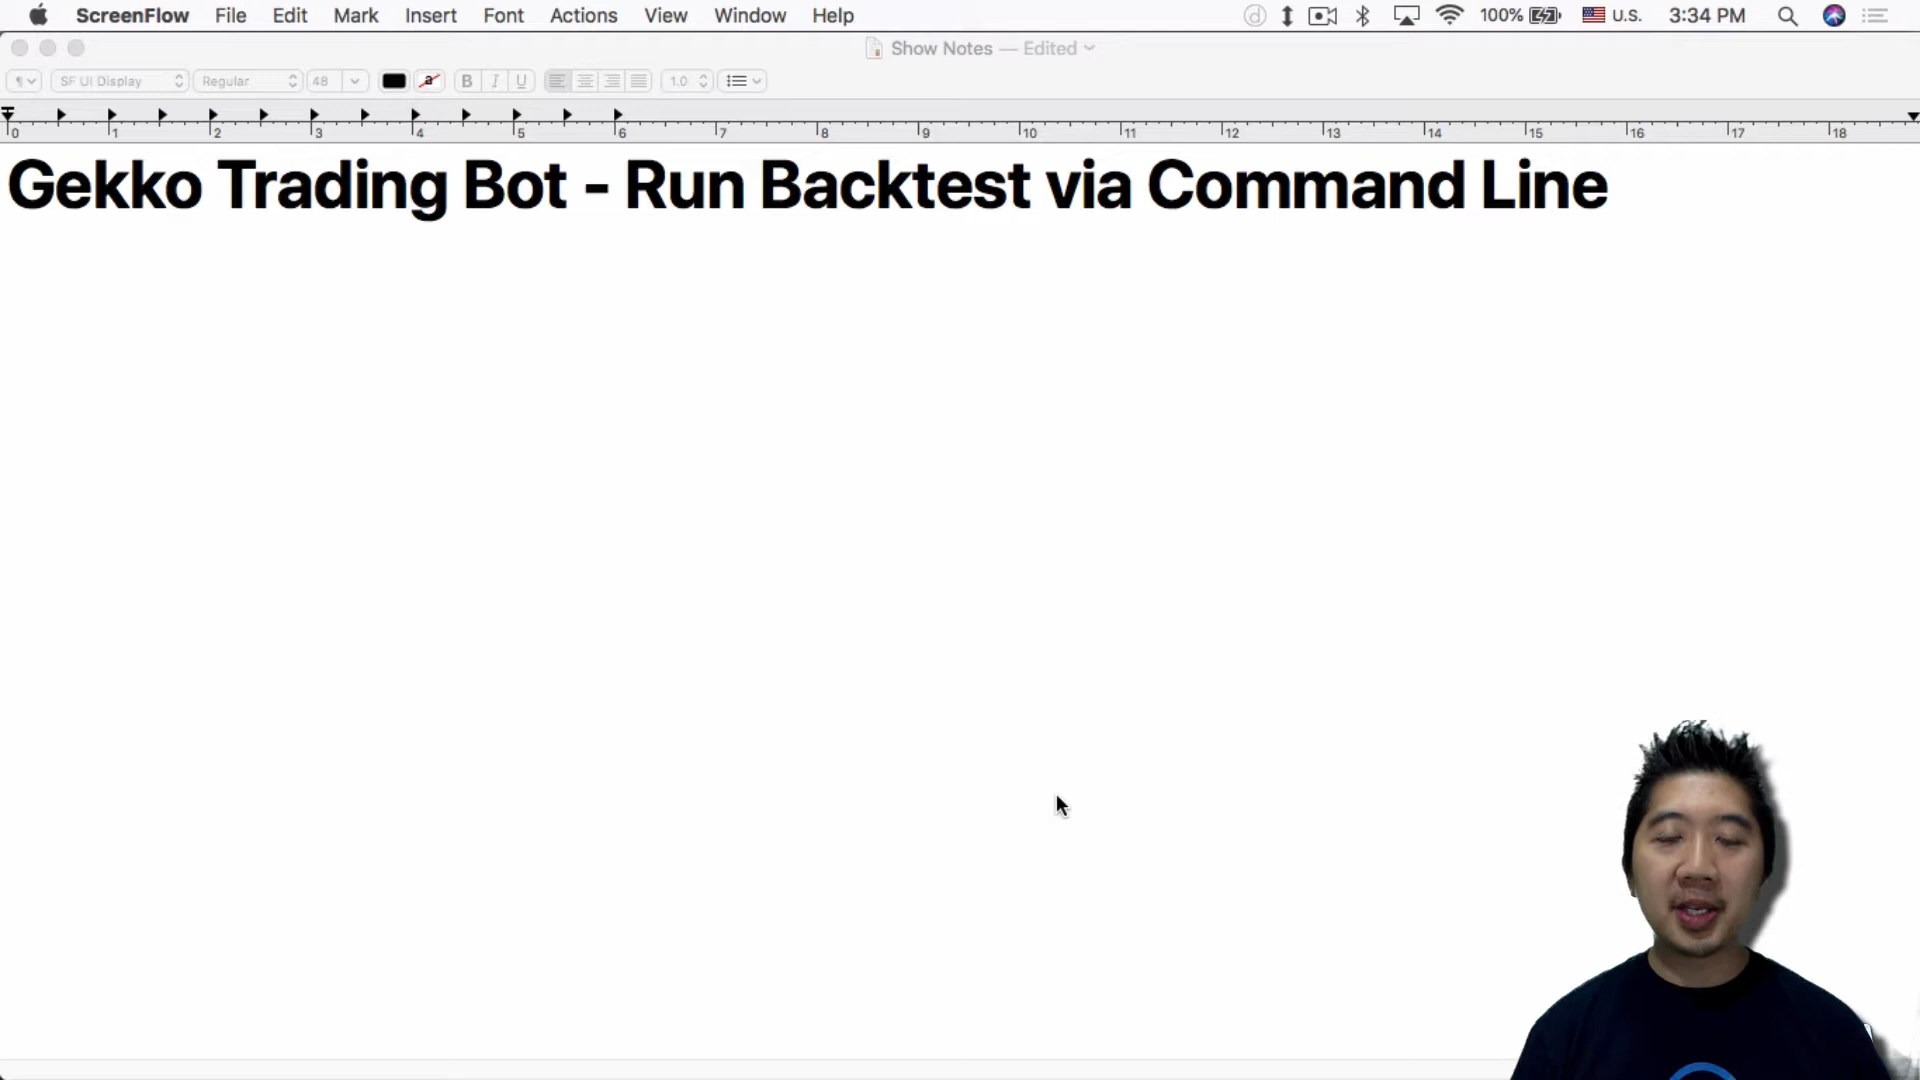 ScreenFlow File Edit Mark Insert Font Actions View Window Help 100% U.S. 3:34 PM
Show Notes — Edited
SF UI Display Regular 48 a B I U 1.0
0 1 2 3 4 5 6 7 8 9 10 11 12 13 14 15 16 17 18
Gekko Trading Bot - Run Backtest via Command Line